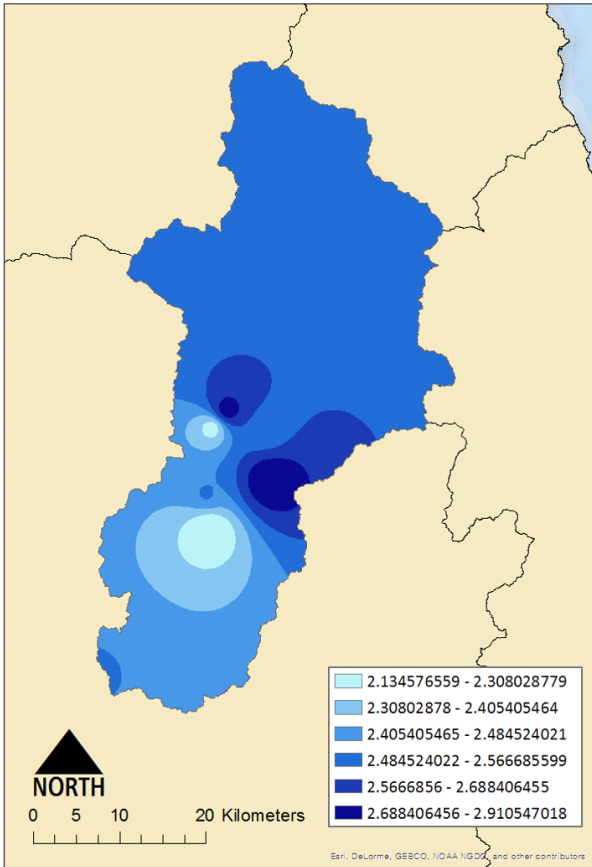 2.134576559 - 2.308028779
2.30802878 - 2.405405464
2.405405465 - 2.484524021
2.484524022 - 2.566685599
2.5666856 - 2.688406455
2.688406456 - 2.910547018
NORTH
0 5 10 20 Kilometers
Esri, DeLorme, GEBCO, NOAA NGDC, and other contributors